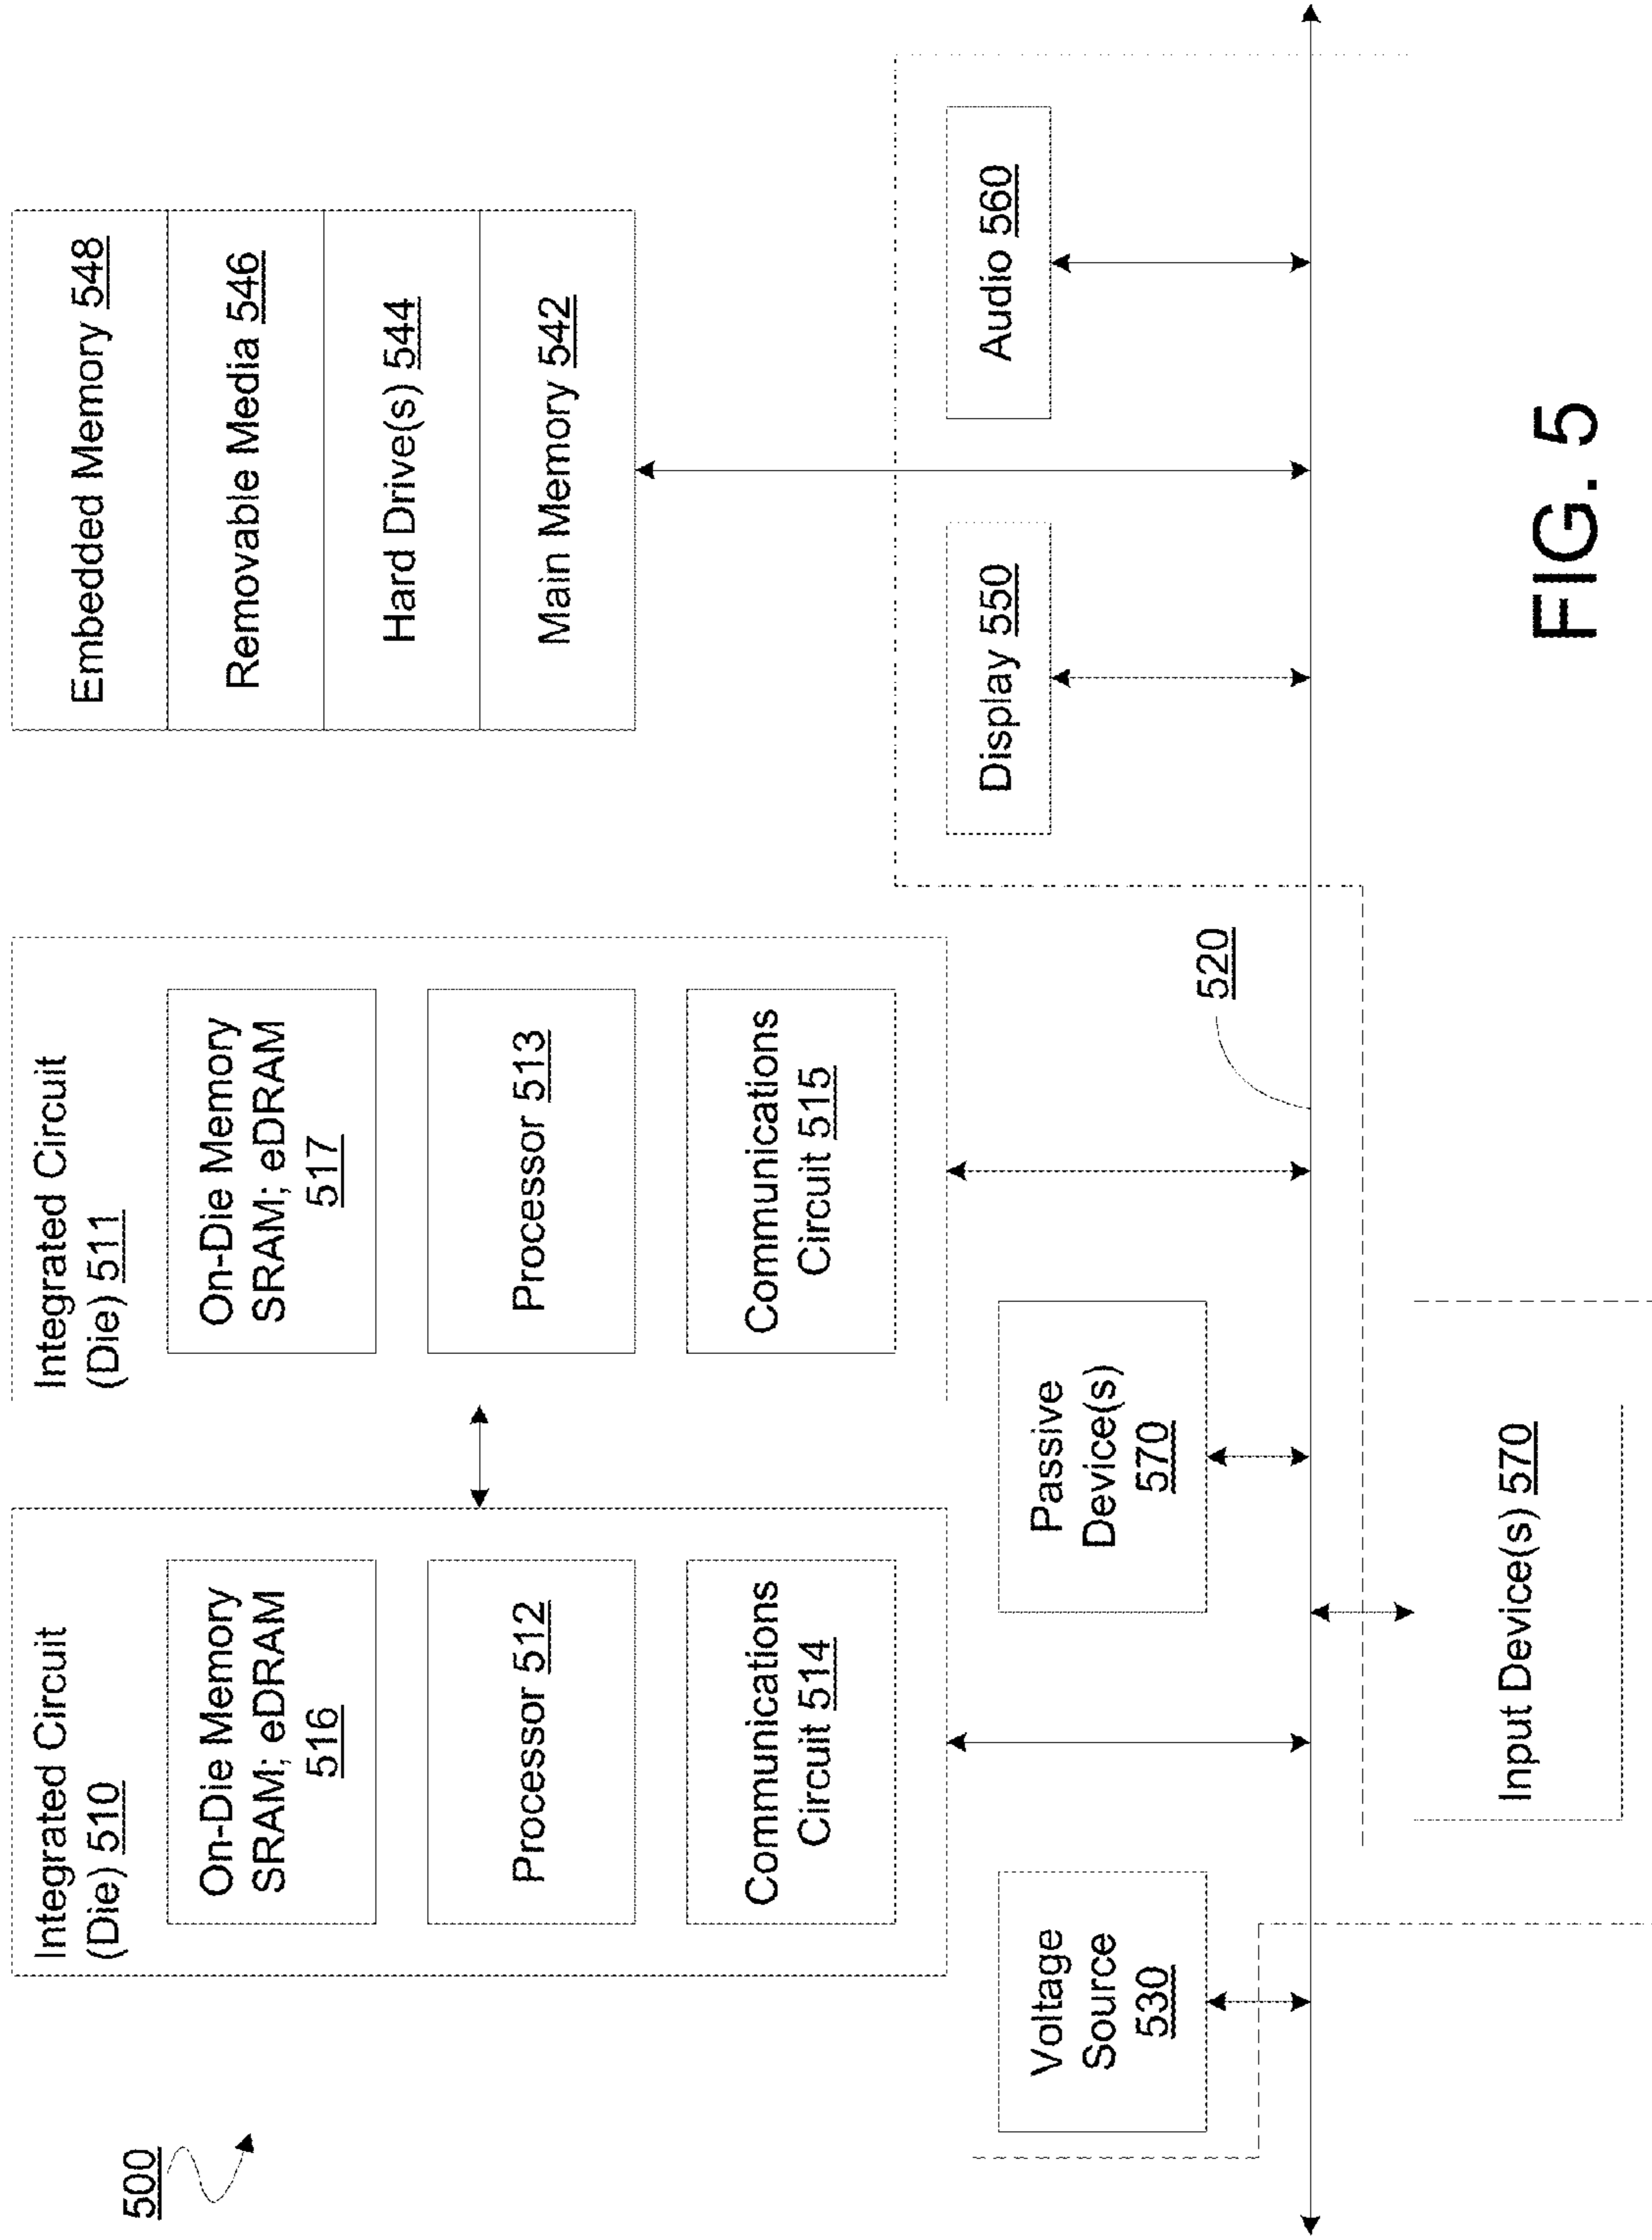 500
Integrated Circuit
(Die) 510
On-Die Memory
SRAM; eDRAM
516
Processor 512
Communications
Circuit 514
Integrated Circuit
(Die) 511
On-Die Memory
SRAM; eDRAM
517
Processor 513
Communications
Circuit 515
Embedded Memory 548
Removable Media 546
Hard Drive(s) 544
Main Memory 542
Voltage
Source
530
Passive
Device(s)
570
520
Display 550
Audio 560
Input Device(s) 570
FIG. 5